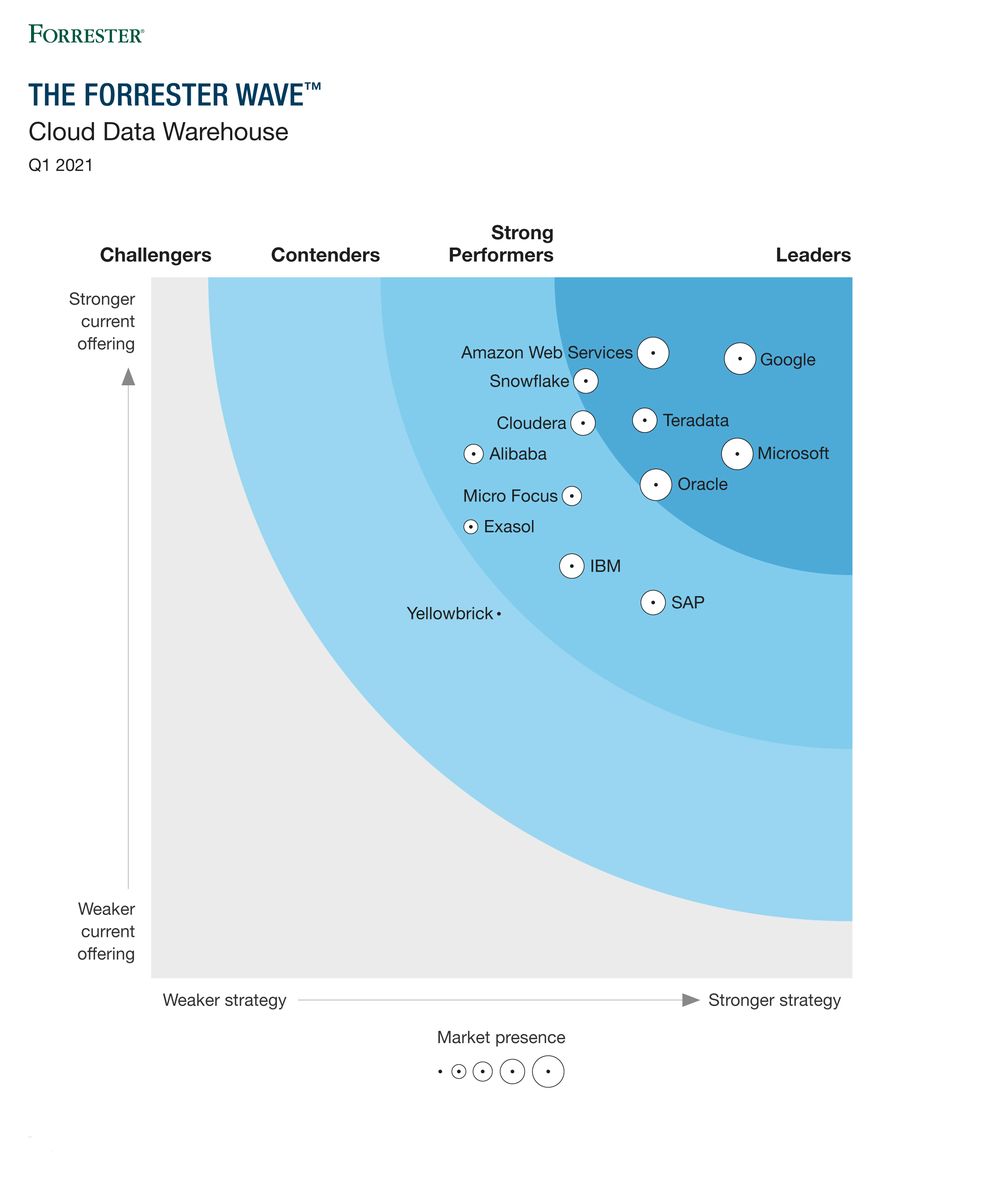 FORRESTER®
THE FORRESTER WAVE™
Cloud Data Warehouse
Q1 2021
Strong
Challengers Contenders Performers Leaders
Stronger
current
offering
Amazon Web Services
Google
Snowflake
Cloudera
Teradata
Alibaba
Microsoft
Oracle
Micro Focus
Exasol
IBM
SAP
Yellowbrick
Weaker
current
offering
Weaker strategy
Stronger strategy
Market presence